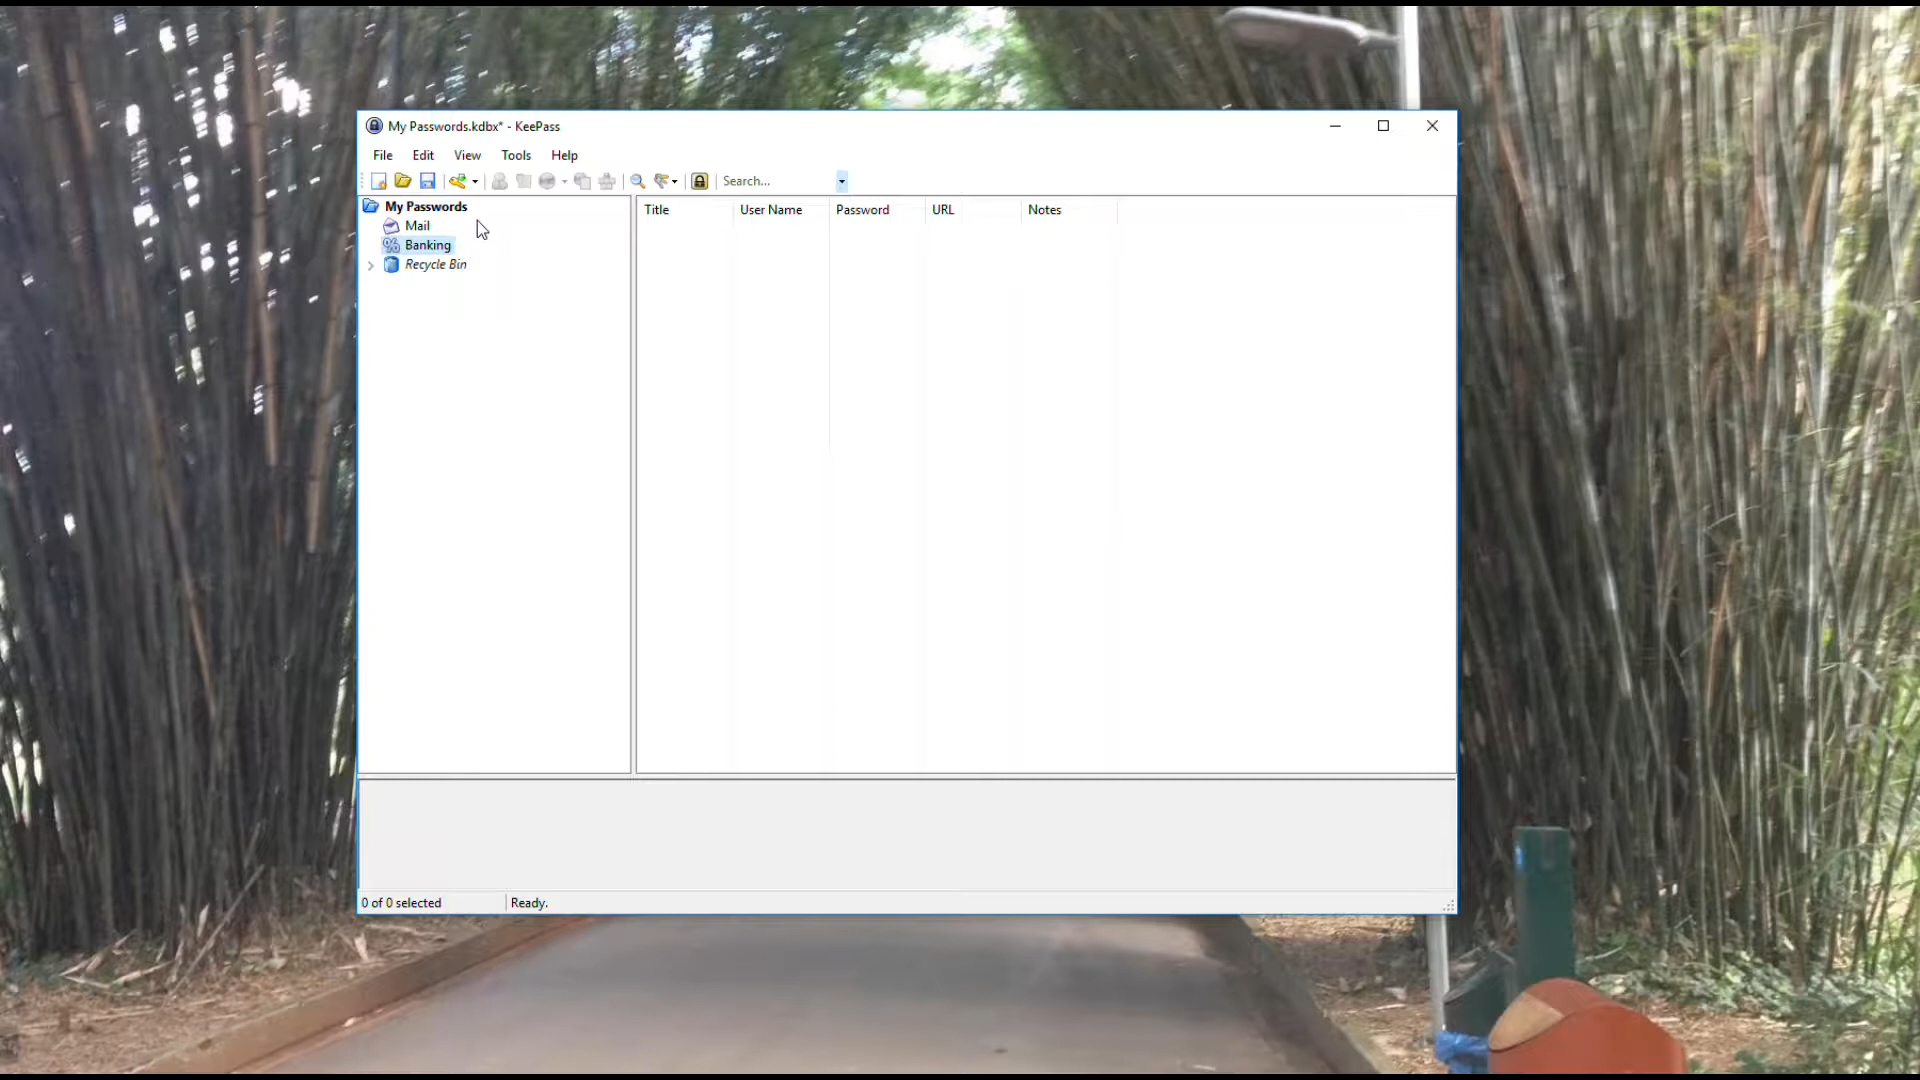 My Passwords.kdbx* - KeePass
File Edit View Tools Help
Search...
My Passwords
Mail
Banking
Recycle Bin
Title User Name Password URL Notes
0 of 0 selected Ready.